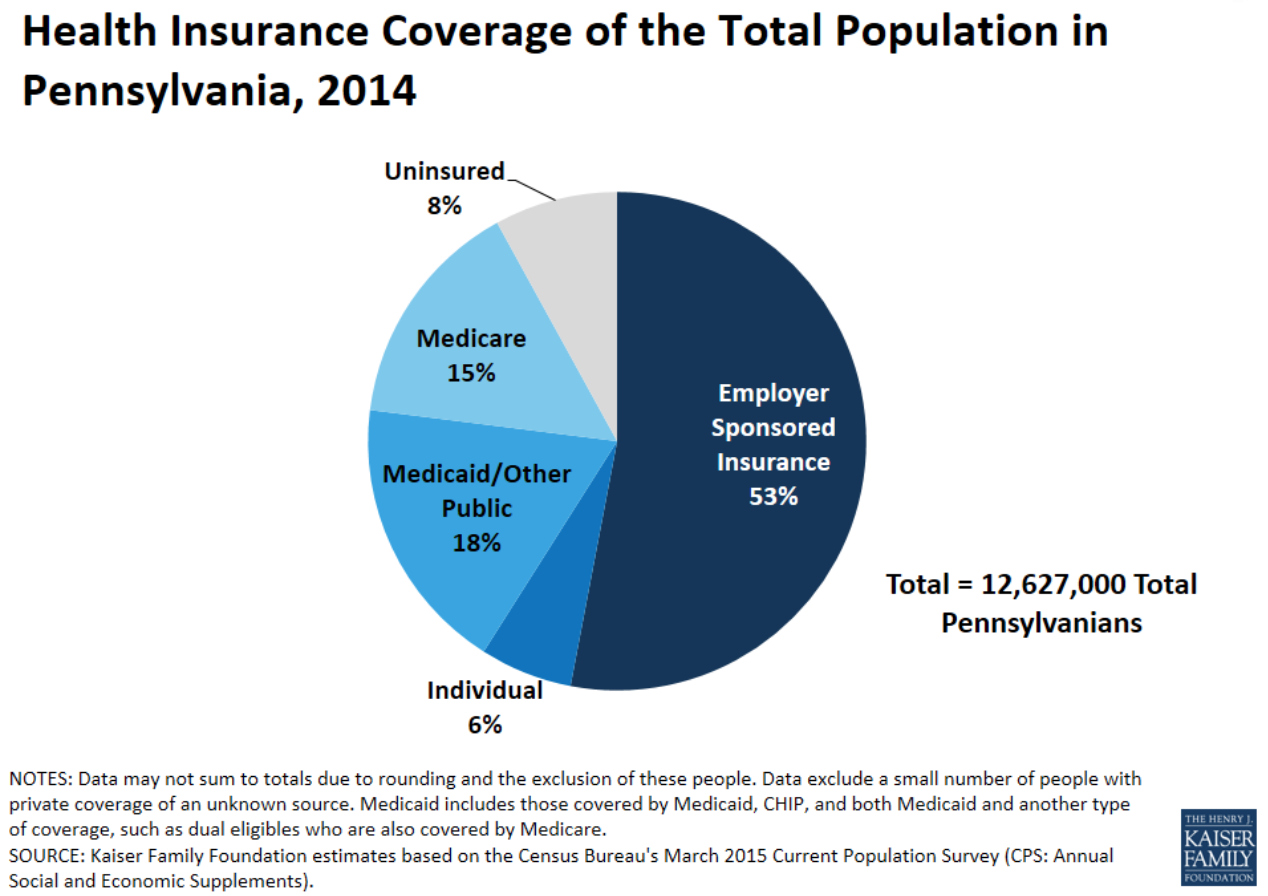 Health Insurance Coverage of the Total Population in
Pennsylvania, 2014
Uninsured
8%
Medicare
15%
Employer
Sponsored
Insurance
53%
Medicaid/Other
Public
18%
Total = 12,627,000 Total
Pennsylvanians
Individual
6%
NOTES: Data may not sum to totals due to rounding and the exclusion of these people. Data exclude a small number of people with
private coverage of an unknown source. Medicaid includes those covered by Medicaid, CHIP, and both Medicaid and another type
of coverage, such as dual eligibles who are also covered by Medicare.
SOURCE: Kaiser Family Foundation estimates based on the Census Bureau's March 2015 Current Population Survey (CPS: Annual
Social and Economic Supplements).
THE HENRY J.
KAISER
FAMILY
FOUNDATION